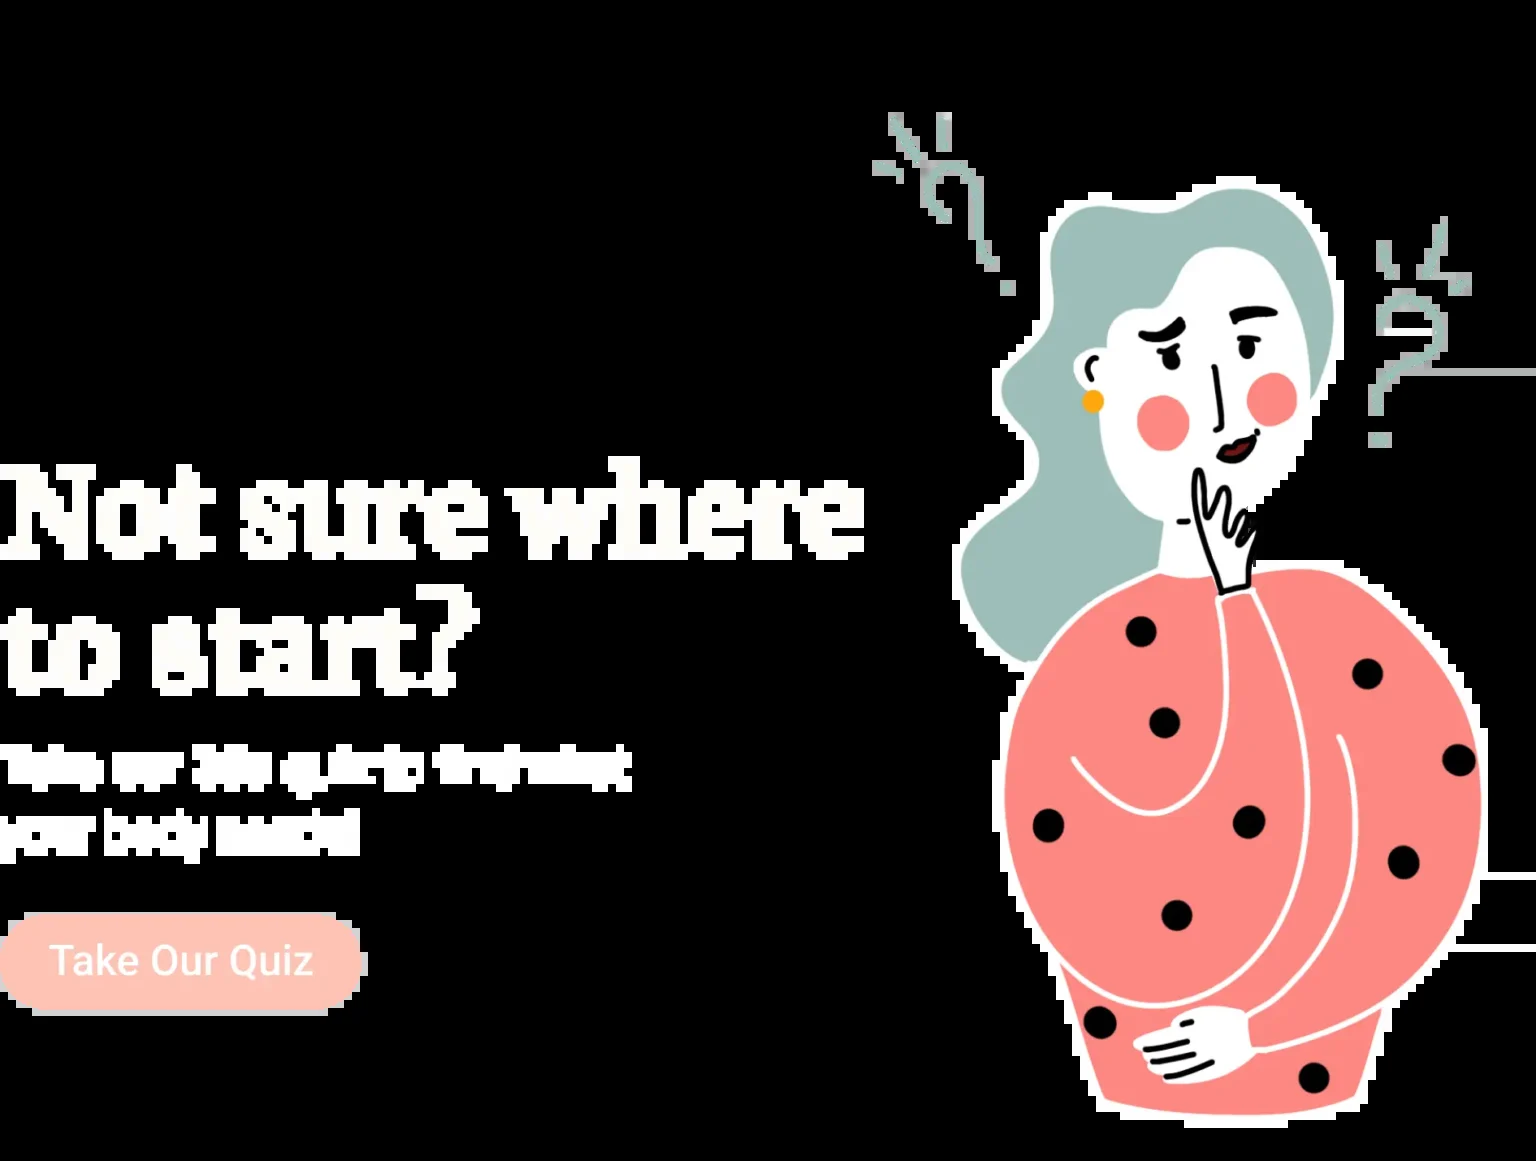 Not sure where
to start?
Take our 30s quiz to find what
your body needs!
Take Our Quiz